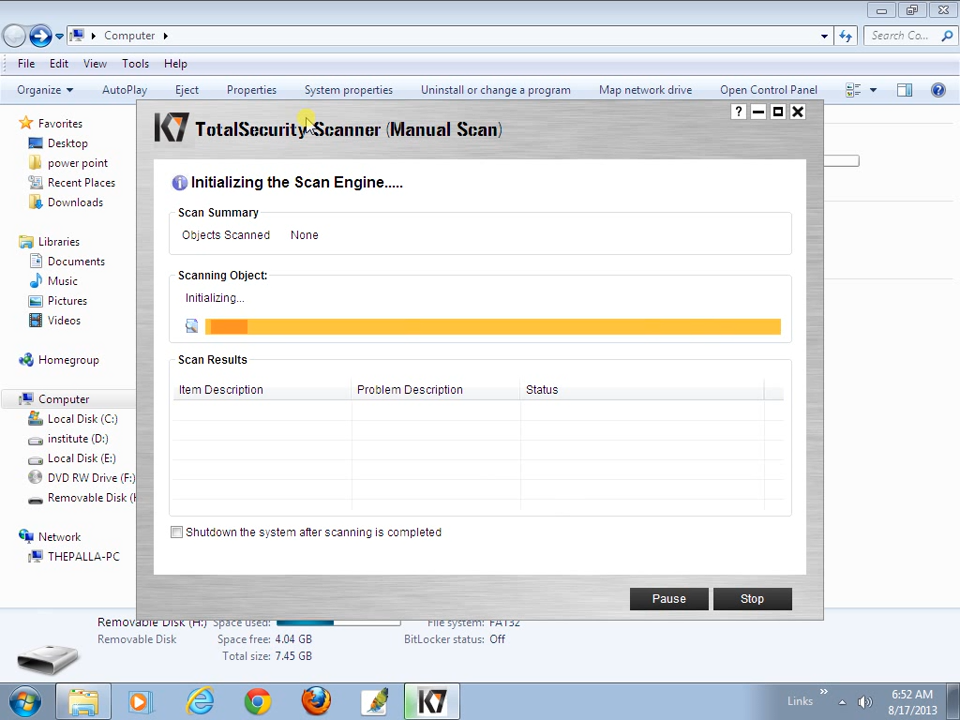 Computer
Search Co...
File Edit View Tools Help
Organize AutoPlay Eject Properties System properties Uninstall or change a program Map network drive Open Control Panel
K7 TotalSecurity Scanner (Manual Scan)
?
Favorites
Desktop
power point
Recent Places
Downloads
Libraries
Documents
Music
Pictures
Videos
Homegroup
Computer
Local Disk (C:)
institute (D:)
Local Disk (E:)
DVD RW Drive (F:)
Removable Disk (H
Network
THEPALLA-PC
Initializing the Scan Engine.....
Scan Summary
Objects Scanned None
Scanning Object:
Initializing...
Scan Results
Item Description Problem Description Status
Shutdown the system after scanning is completed
Pause Stop
Removable Disk (H:) Space used: File system: FAT32
Removable Disk Space free: 4.04 GB BitLocker status: Off
Total size: 7.45 GB
K7
Links
6:52 AM
8/17/2013